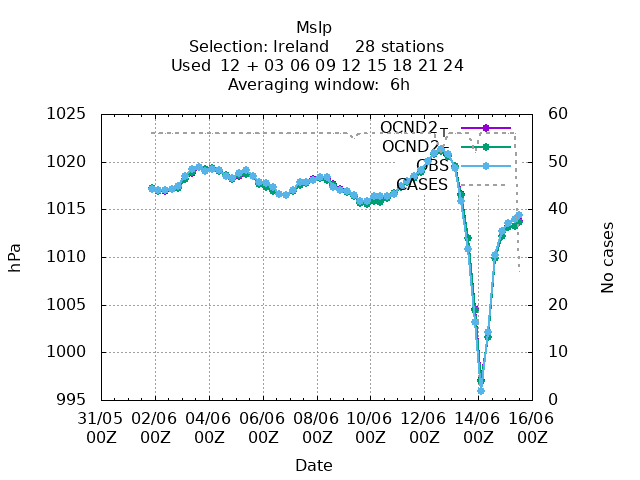 Mslp
Selection: Ireland     28 stations
Used  12 + 03 06 09 12 15 18 21 24
Averaging window:  6h
1025
1020
1015
1010
1005
1000
995
hPa
60
50
40
30
20
10
0
No cases
OCND2_T
OCND2_
OBS
CASES
31/05 02/06 04/06 06/06 08/06 10/06 12/06 14/06 16/06
00Z 00Z 00Z 00Z 00Z 00Z 00Z 00Z 00Z
Date